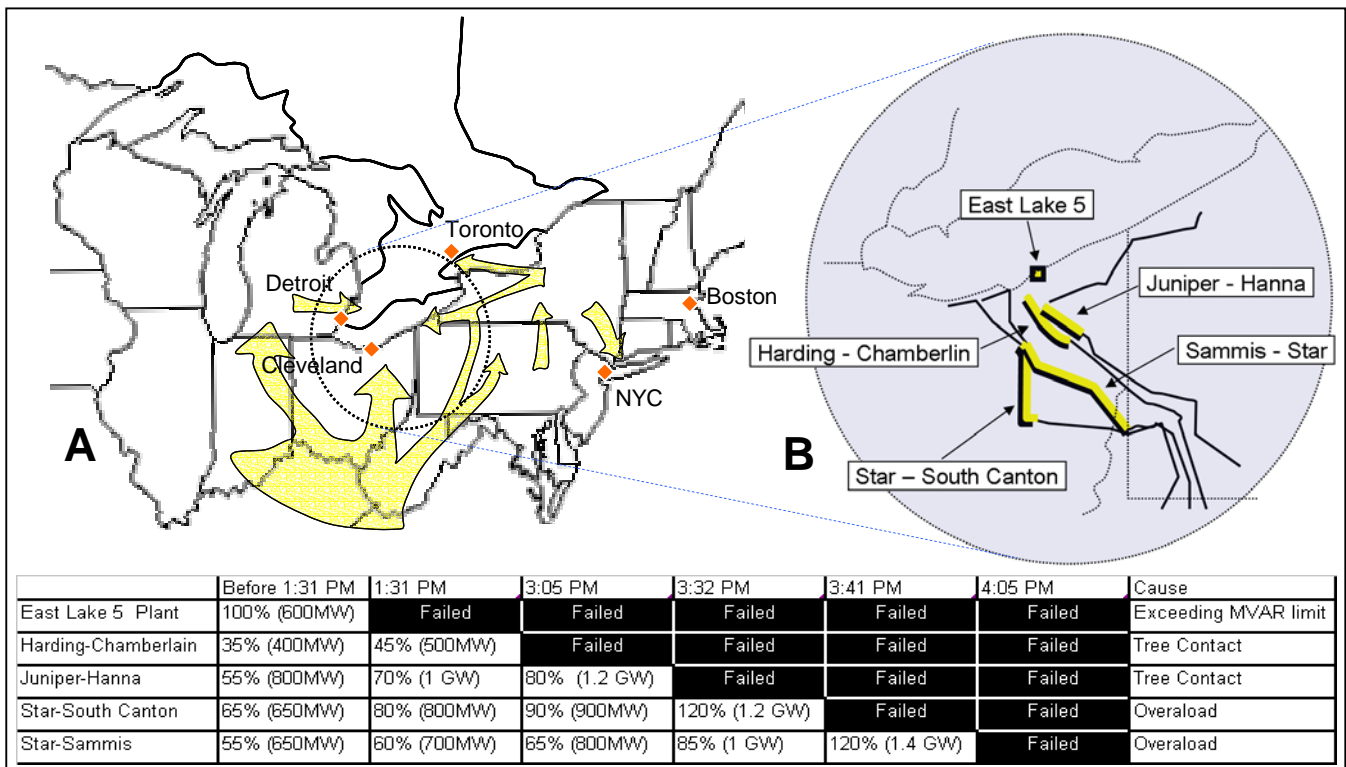 Toronto
Detroit
Boston
Cleveland
NYC
A
East Lake 5
Juniper - Hanna
Harding - Chamberlin
Sammis - Star
Star – South Canton
B
Before 1:31 PM 1:31 PM 3:05 PM 3:32 PM 3:41 PM 4:05 PM Cause
East Lake 5 Plant 100% (600MW) Failed Failed Failed Failed Failed Exceeding MVAR limit
Harding-Chamberlain 35% (400MW) 45% (500MW) Failed Failed Failed Failed Tree Contact
Juniper-Hanna 55% (800MW) 70% (1 GW) 80% (1.2 GW) Failed Failed Failed Tree Contact
Star-South Canton 65% (650MW) 80% (800MW) 90% (900MW) 120% (1.2 GW) Failed Failed Overaload
Star-Sammis 55% (650MW) 60% (700MW) 65% (800MW) 85% (1 GW) 120% (1.4 GW) Failed Overaload